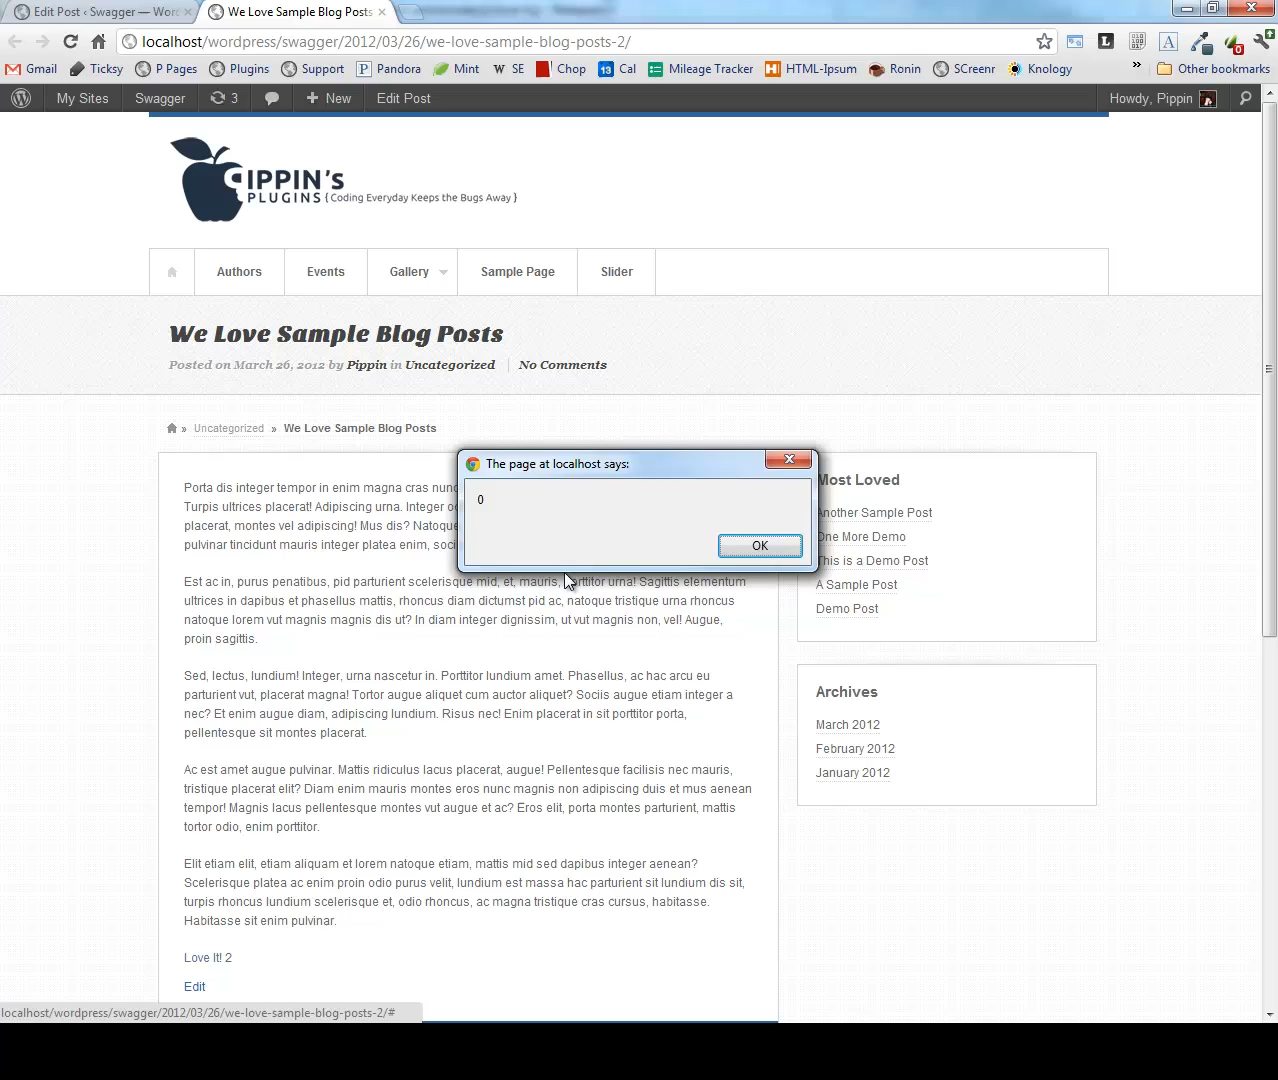 Edit Post ‹ Swagger — Wor
We Love Sample Blog Posts
localhost/wordpress/swagger/2012/03/26/we-love-sample-blog-posts-2/
Gmail Ticksy P Pages Plugins Support Pandora Mint SE Chop Cal Mileage Tracker HTML-Ipsum Ronin SCreenr Knology » Other bookmarks
My Sites Swagger 3 New Edit Post Howdy, Pippin
PIPPIN'S
PLUGINS { Coding Everyday Keeps the Bugs Away }
Authors Events Gallery Sample Page Slider
We Love Sample Blog Posts
Posted on March 26, 2012 by Pippin in Uncategorized | No Comments
» Uncategorized » We Love Sample Blog Posts
The page at localhost says:
0
OK
Porta dis integer tempor in enim magna cras nunc
Turpis ultrices placerat! Adipiscing urna. Integer
placerat, montes vel adipiscing! Mus dis? Natoque
pulvinar tincidunt mauris integer platea enim, soci
Est ac in, purus penatibus, pid parturient scelerisque mid, et, mauris, porttitor urna! Sagittis elementum
ultrices in dapibus et phasellus mattis, rhoncus diam dictumst pid ac, natoque tristique urna rhoncus
natoque lorem vut magnis magnis dis ut? In diam integer dignissim, ut vut magnis non, vel! Augue,
proin sagittis.
Sed, lectus, lundium! Integer, urna nascetur in. Porttitor lundium amet. Phasellus, ac hac arcu eu
parturient vut, placerat magna! Tortor augue aliquet cum auctor aliquet? Sociis augue etiam integer a
nec? Et enim augue diam, adipiscing lundium. Risus nec! Enim placerat in sit porttitor porta,
pellentesque sit montes placerat.
Ac est amet augue pulvinar. Mattis ridiculus lacus placerat, augue! Pellentesque facilisis nec mauris,
tristique placerat elit? Diam enim mauris montes eros nunc magnis non adipiscing duis et mus aenean
tempor! Magnis lacus pellentesque montes vut augue et ac? Eros elit, porta montes parturient, mattis
tortor odio, enim porttitor.
Elit etiam elit, etiam aliquam et lorem natoque etiam, mattis mid sed dapibus integer aenean?
Scelerisque platea ac enim proin odio purus velit, lundium est massa hac parturient sit lundium dis sit,
turpis rhoncus lundium scelerisque et, odio rhoncus, ac magna tristique cras cursus, habitasse.
Habitasse sit enim pulvinar.
Love It! 2
Edit
Most Loved
Another Sample Post
One More Demo
This is a Demo Post
A Sample Post
Demo Post
Archives
March 2012
February 2012
January 2012
localhost/wordpress/swagger/2012/03/26/we-love-sample-blog-posts-2/#